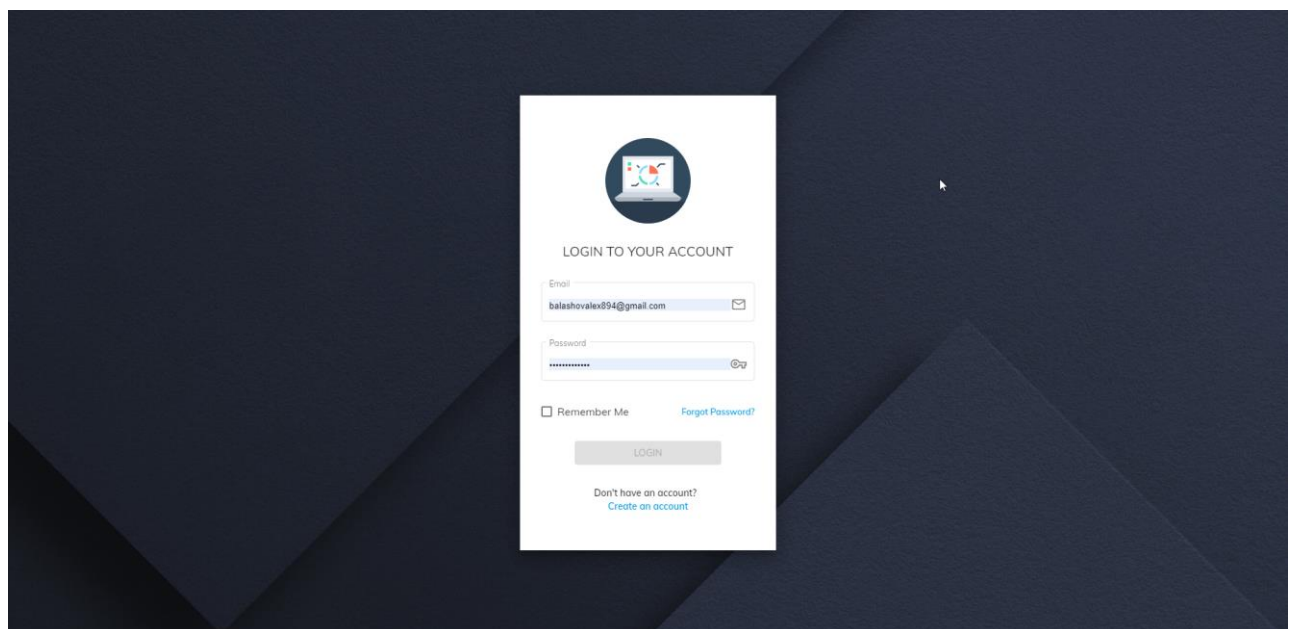 LOGIN TO YOUR ACCOUNT
Email
balashovalex894@gmail.com
Password
•••••••••••••
Remember Me Forgot Password?
LOGIN
Don't have an account?
Create an account